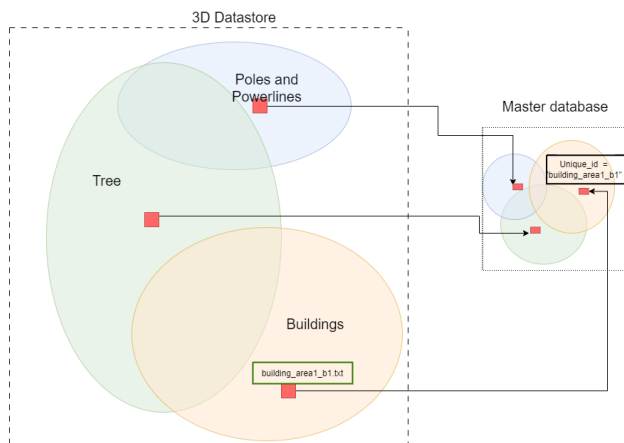 3D Datastore
Poles and
Powerlines
Master database
Unique_id =
"building_area1_b1"
Tree
Buildings
building_area1_b1.txt